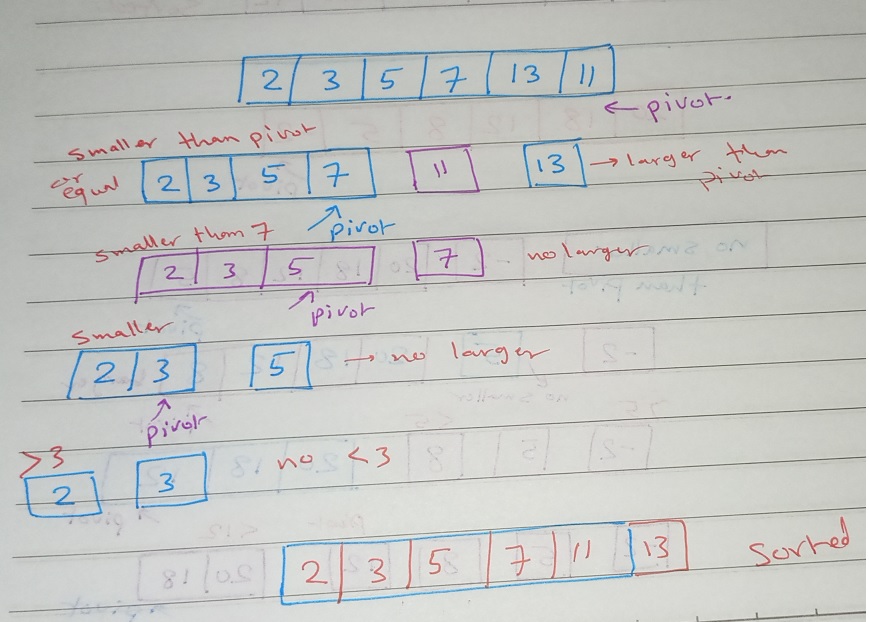 2 3 5 7 13 11
← pivot.
smaller than pivot
or equal 2 3 5 7 11 13 → larger than pivot
pivot
smaller than 7
2 3 5 7 no larger
pivot
smaller
2 3 5 → no larger
pivot
>3 no <3
2 3
2 3 5 7 11 13 Sorted